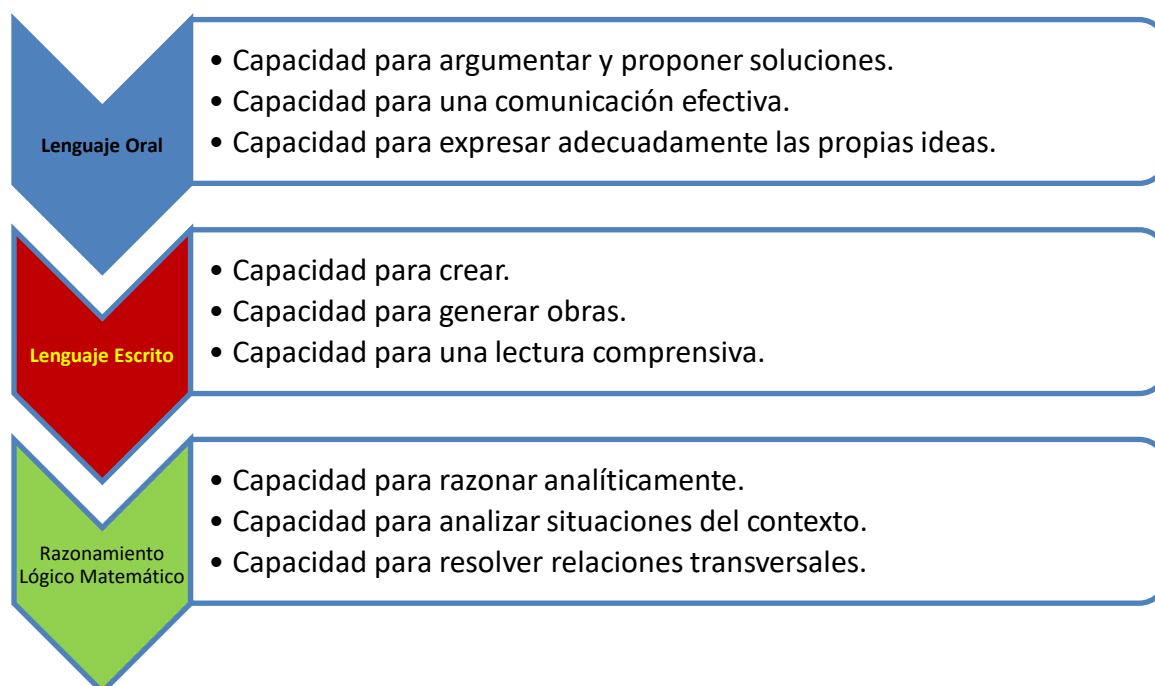 Lenguaje Oral
• Capacidad para argumentar y proponer soluciones.
• Capacidad para una comunicación efectiva.
• Capacidad para expresar adecuadamente las propias ideas.
Lenguaje Escrito
• Capacidad para crear.
• Capacidad para generar obras.
• Capacidad para una lectura comprensiva.
Razonamiento
Lógico Matemático
• Capacidad para razonar analíticamente.
• Capacidad para analizar situaciones del contexto.
• Capacidad para resolver relaciones transversales.